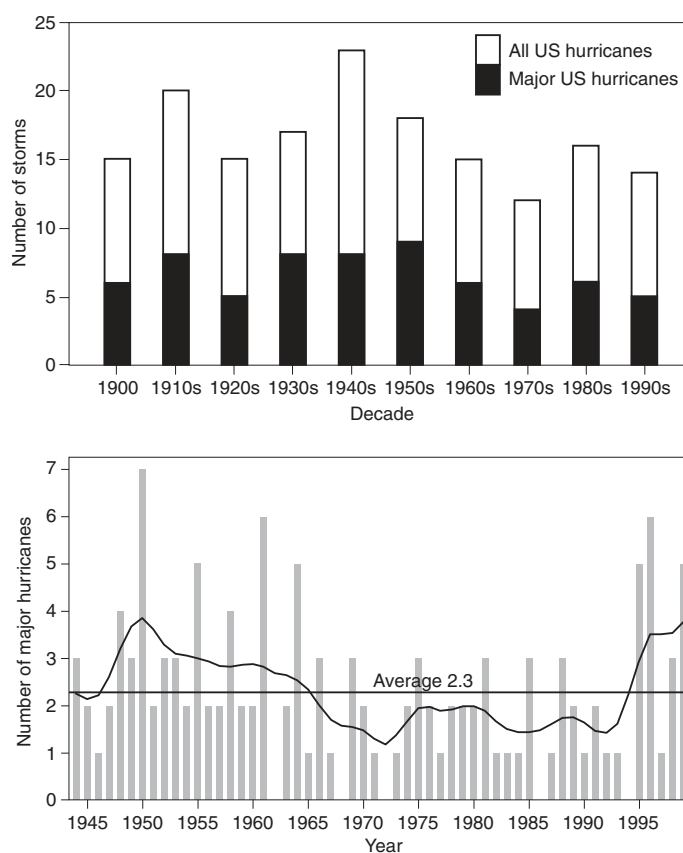 25
20
15
10
5
0
Number of storms
All US hurricanes
Major US hurricanes
1900 1910s 1920s 1930s 1940s 1950s 1960s 1970s 1980s 1990s
Decade
7
6
5
4
3
2
1
0
Number of major hurricanes
Average 2.3
1945 1950 1955 1960 1965 1970 1975 1980 1985 1990 1995
Year